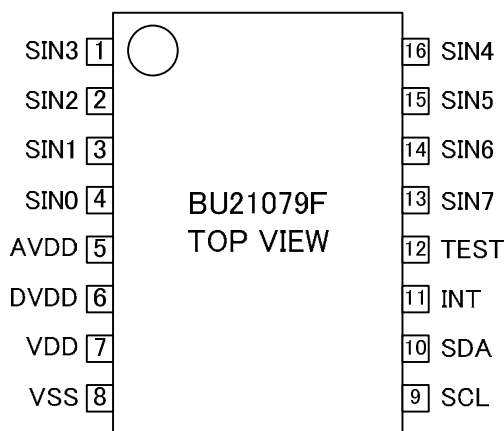 SIN3 1 16 SIN4
SIN2 2 15 SIN5
SIN1 3 14 SIN6
SIN0 4 13 SIN7
BU21079F
TOP VIEW
AVDD 5 12 TEST
DVDD 6 11 INT
VDD 7 10 SDA
VSS 8 9 SCL